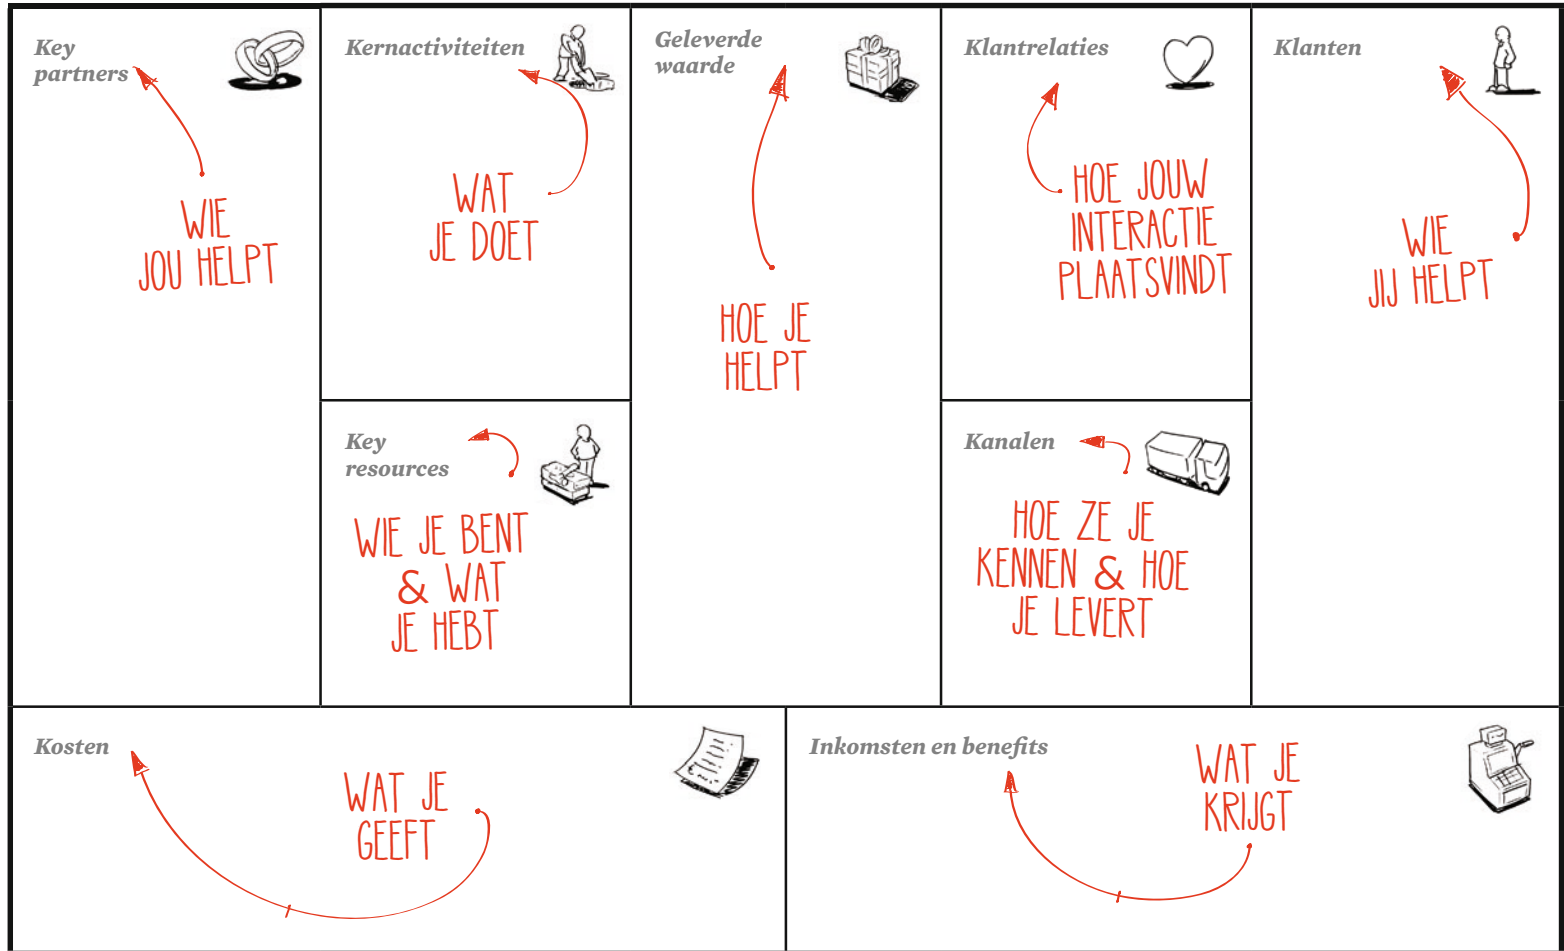 Key
partners
WIE
JOU HELPT
Kernactiviteiten
WAT
JE DOET
Key
resources
WIE JE BENT
& WAT
JE HEBT
Geleverde
waarde
HOE JE
HELPT
Klantrelaties
HOE JOUW
INTERACTIE
PLAATSVINDT
Kanalen
HOE ZE JE
KENNEN & HOE
JE LEVERT
Klanten
WIE
JIJ HELPT
Kosten
WAT JE
GEEFT
Inkomsten en benefits
WAT JE
KRIJGT